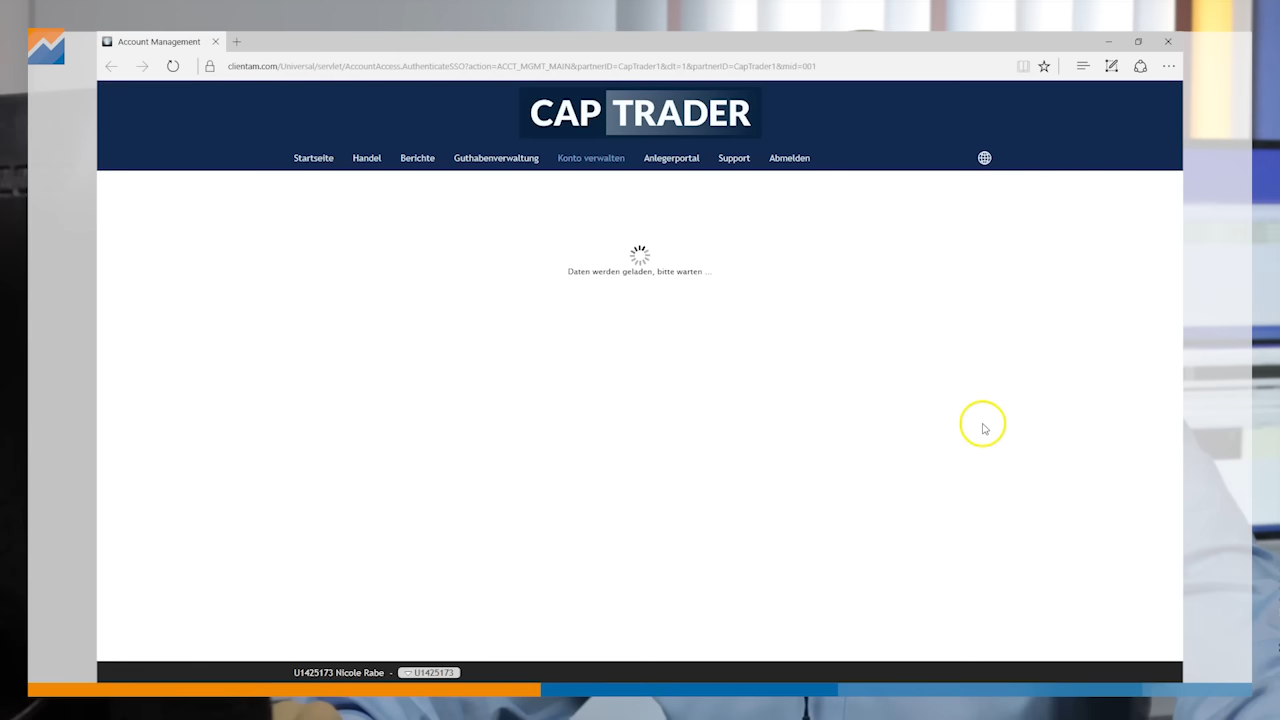 Account Management
clientam.com/Universal/servlet/AccountAccess.AuthenticateSSO?action=ACCT_MGMT_MAIN&partnerID=CapTrader1&clt=1&partnerID=CapTrader1&mid=001
CAP TRADER
Startseite Handel Berichte Guthabenverwaltung Konto verwalten Anlegerportal Support Abmelden
Daten werden geladen, bitte warten ...
U1425173 Nicole Rabe - U1425173